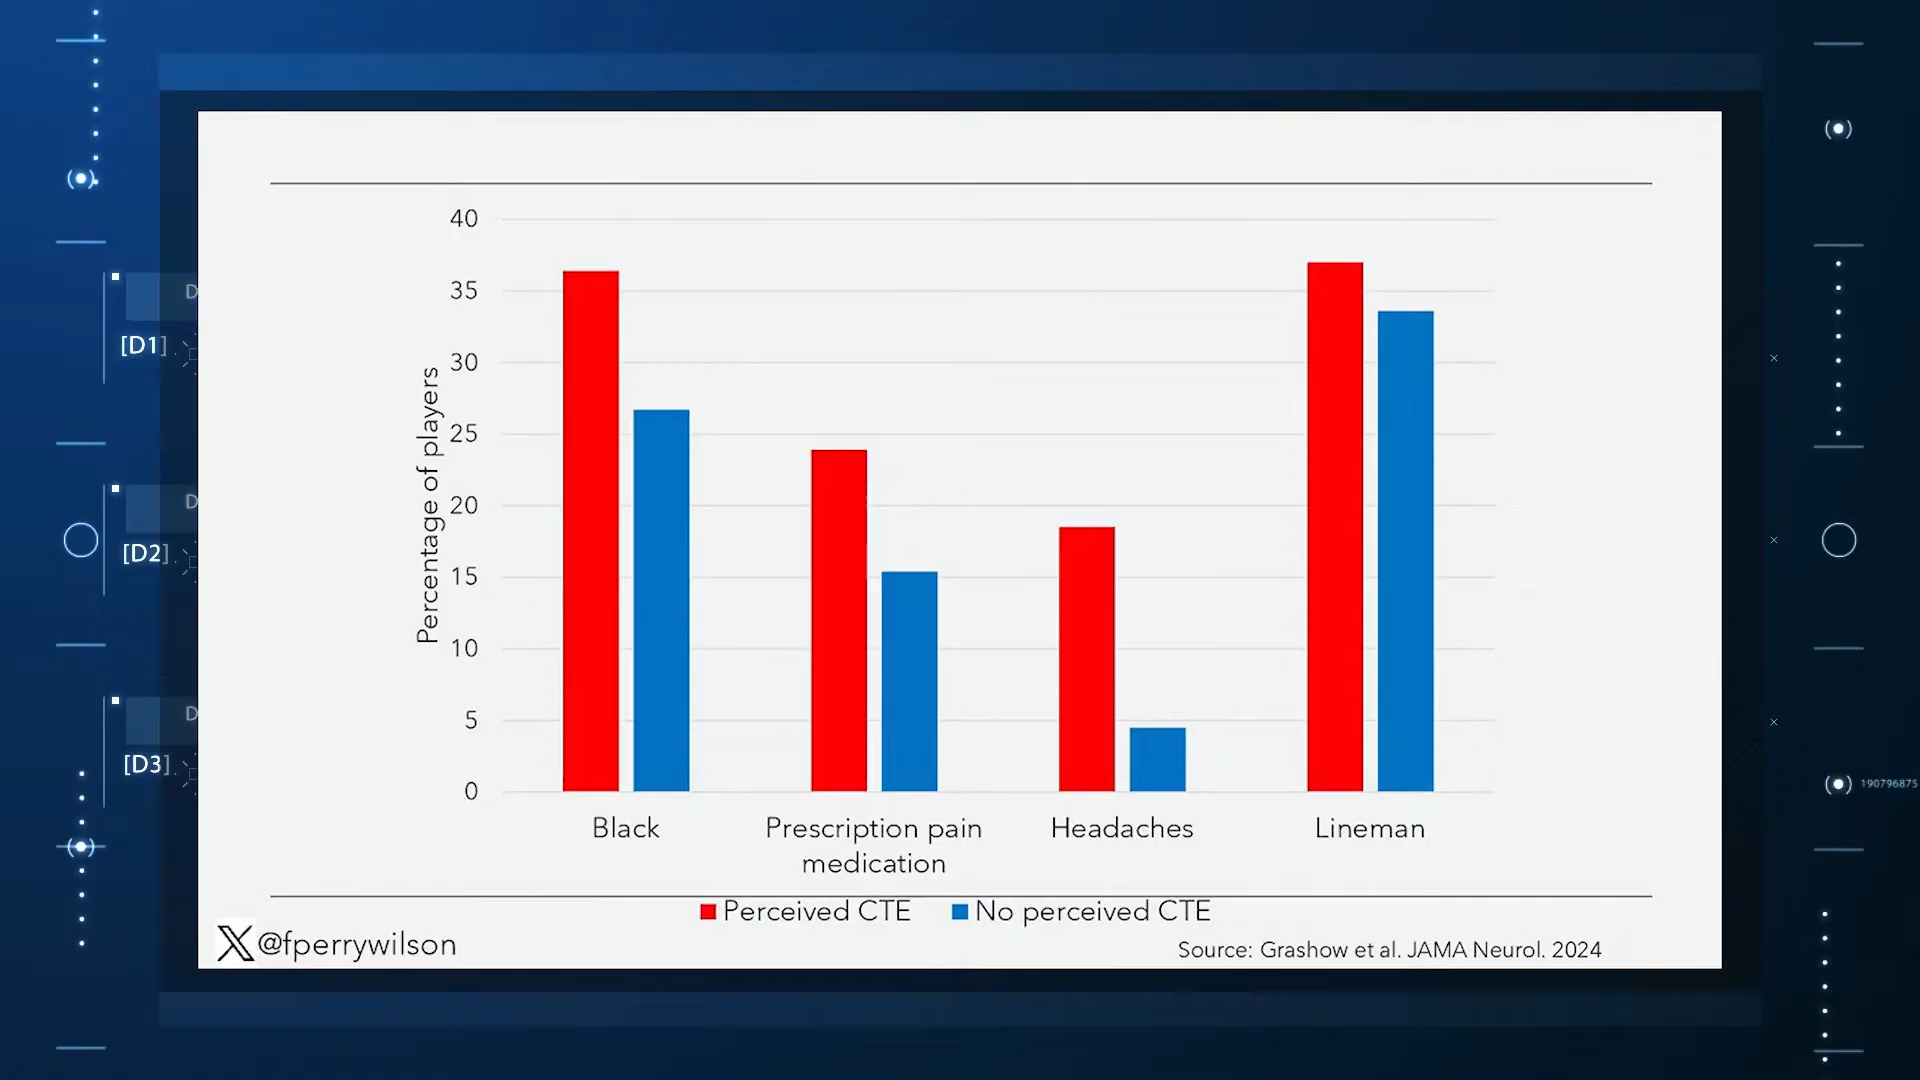 40
35
30
25
20
15
10
5
0
Percentage of players
Black
Prescription pain
medication
Headaches
Lineman
Perceived CTE
No perceived CTE
X @fperrywilson
Source: Grashow et al. JAMA Neurol. 2024
D
[D1]
D
[D2]
D
[D3]
190796875